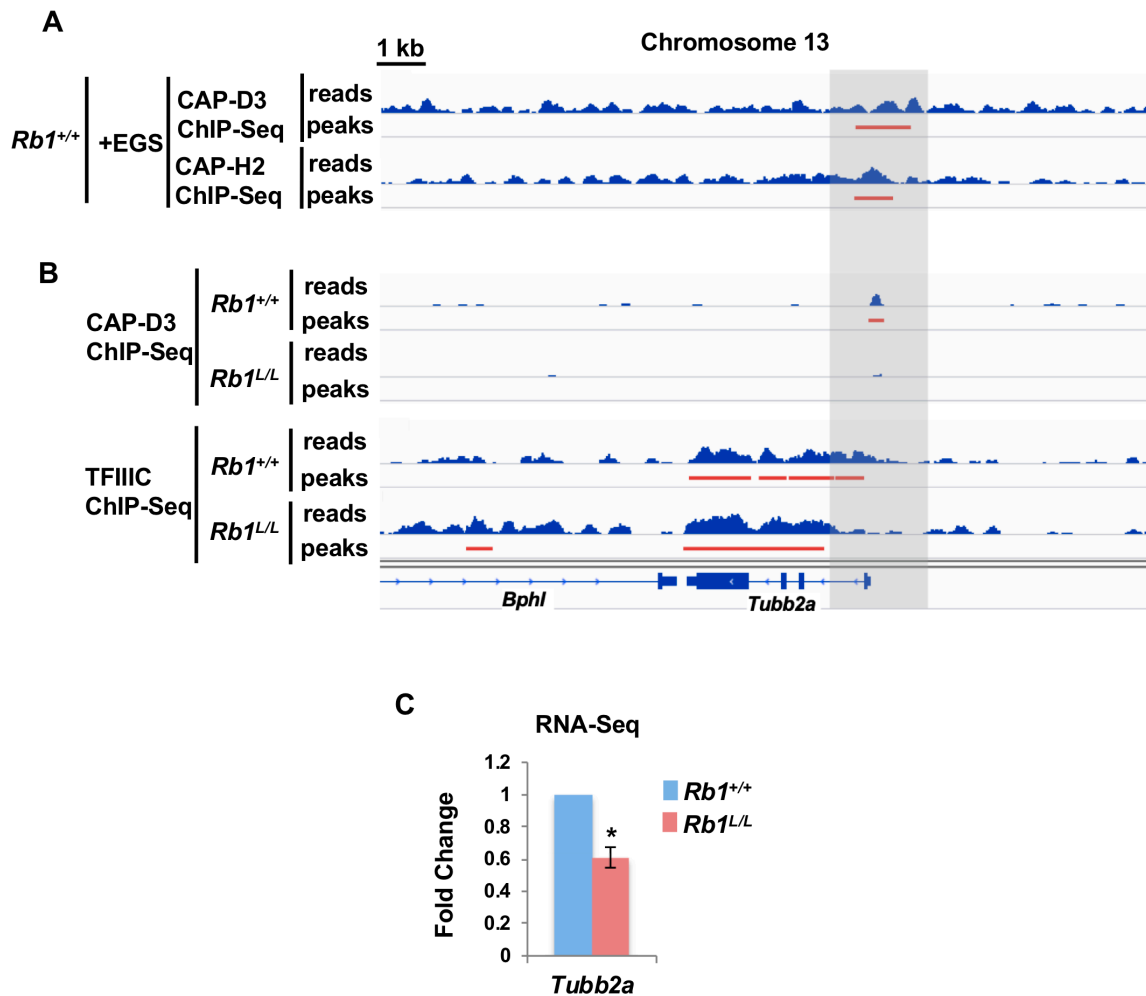 A
1 kb
Chromosome 13
Rb1+/+
+EGS
CAP-D3
ChIP-Seq
reads
peaks
CAP-H2
ChIP-Seq
reads
peaks
B
CAP-D3
ChIP-Seq
Rb1+/+
reads
peaks
Rb1L/L
reads
peaks
TFIIIC
ChIP-Seq
Rb1+/+
reads
peaks
Rb1L/L
reads
peaks
Bphl
Tubb2a
C
RNA-Seq
Fold Change
1.2
1
0.8
0.6
0.4
0.2
0
*
Rb1+/+
Rb1L/L
Tubb2a